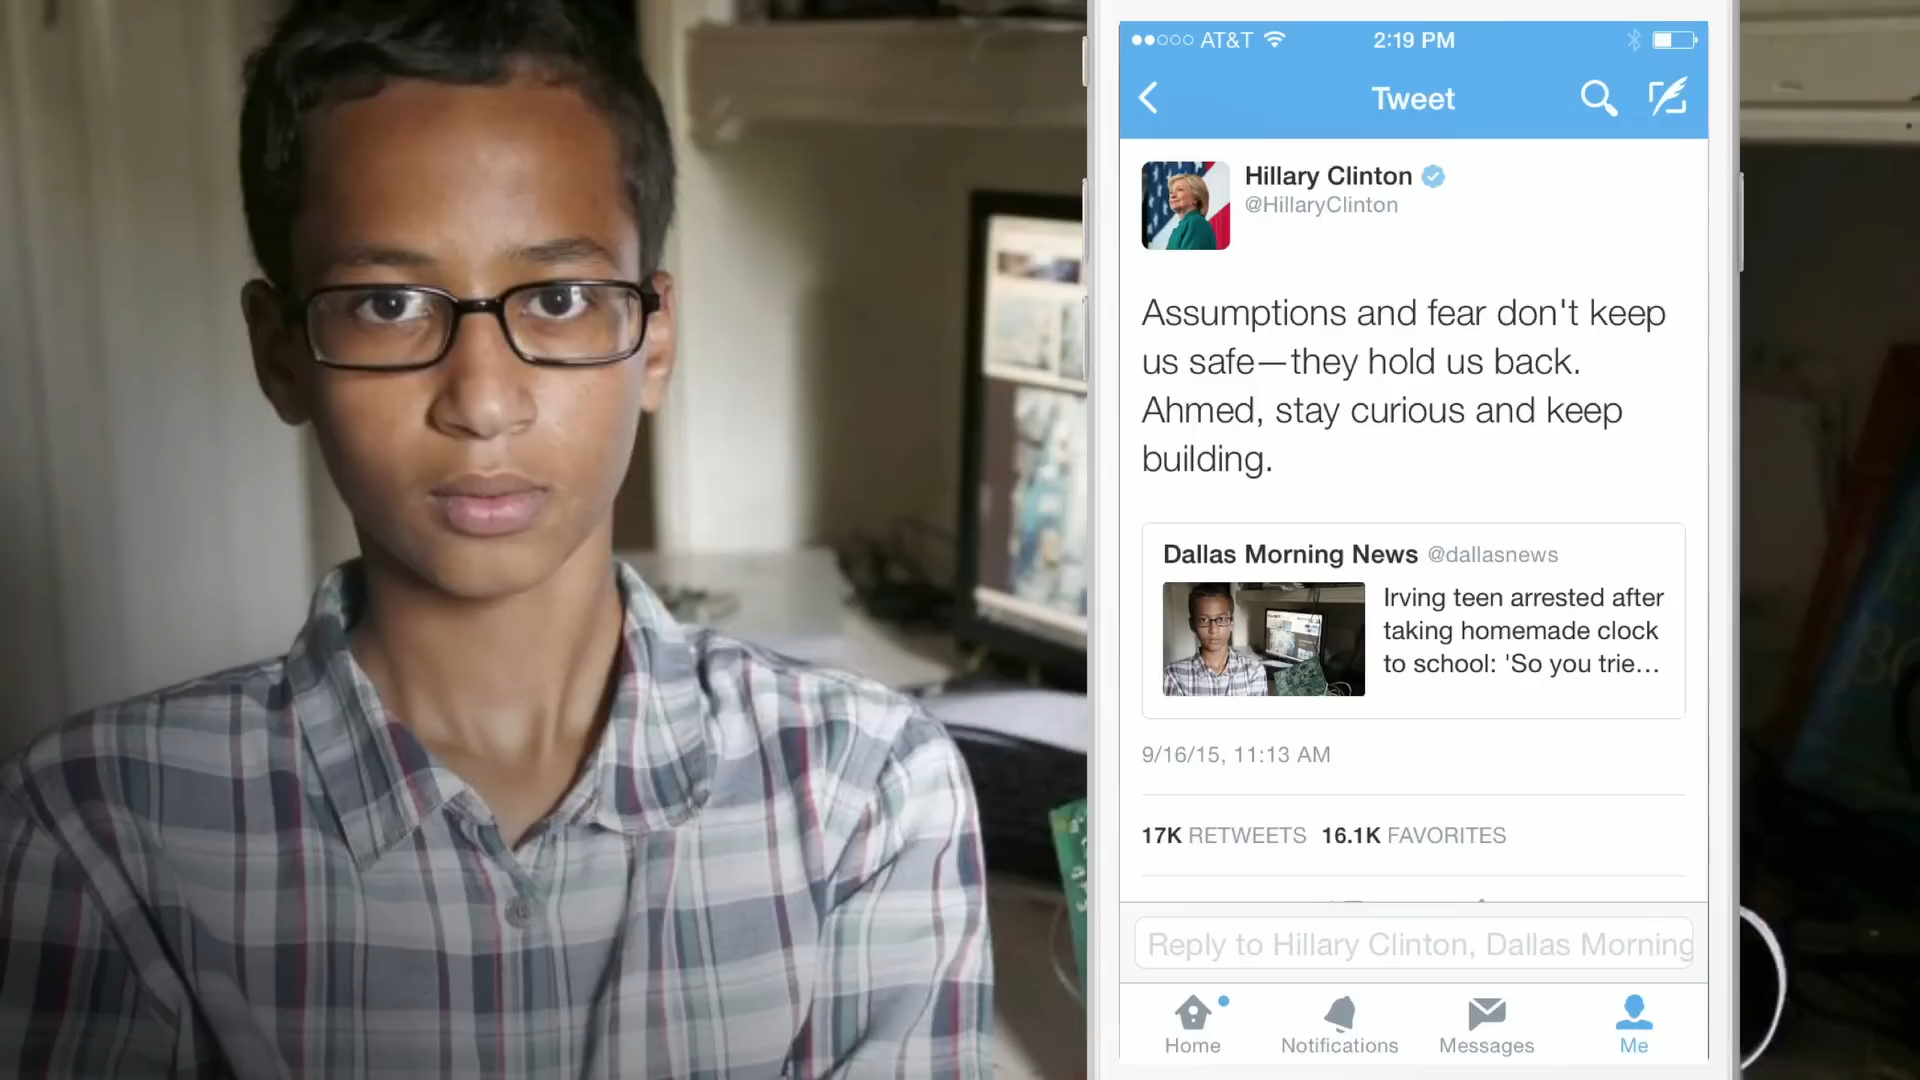 AT&T
2:19 PM
Tweet
Hillary Clinton
@HillaryClinton
Assumptions and fear don't keep
us safe—they hold us back.
Ahmed, stay curious and keep
building.
Dallas Morning News @dallasnews
Irving teen arrested after
taking homemade clock
to school: 'So you trie...
9/16/15, 11:13 AM
17K RETWEETS 16.1K FAVORITES
Reply to Hillary Clinton, Dallas Morning
Home
Notifications
Messages
Me